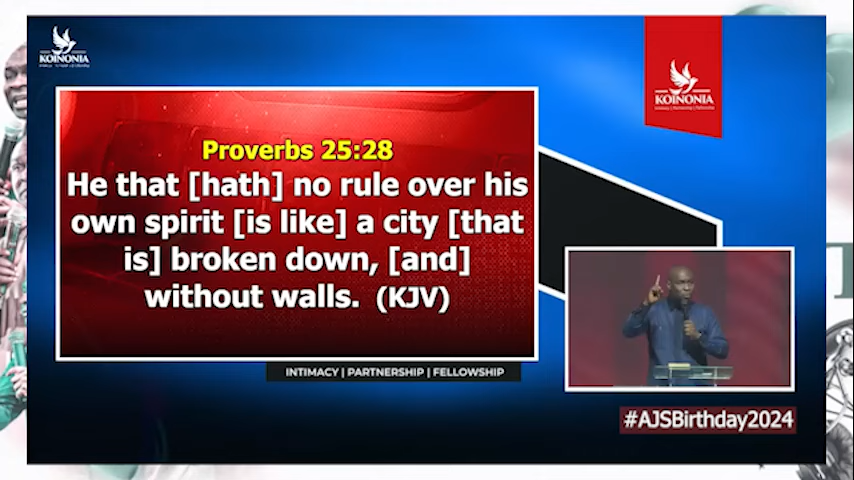 KOINONIA
KOINONIA
Proverbs 25:28
He that [hath] no rule over his
own spirit [is like] a city [that
is] broken down, [and]
without walls. (KJV)
INTIMACY | PARTNERSHIP | FELLOWSHIP
#AJSBirthday2024